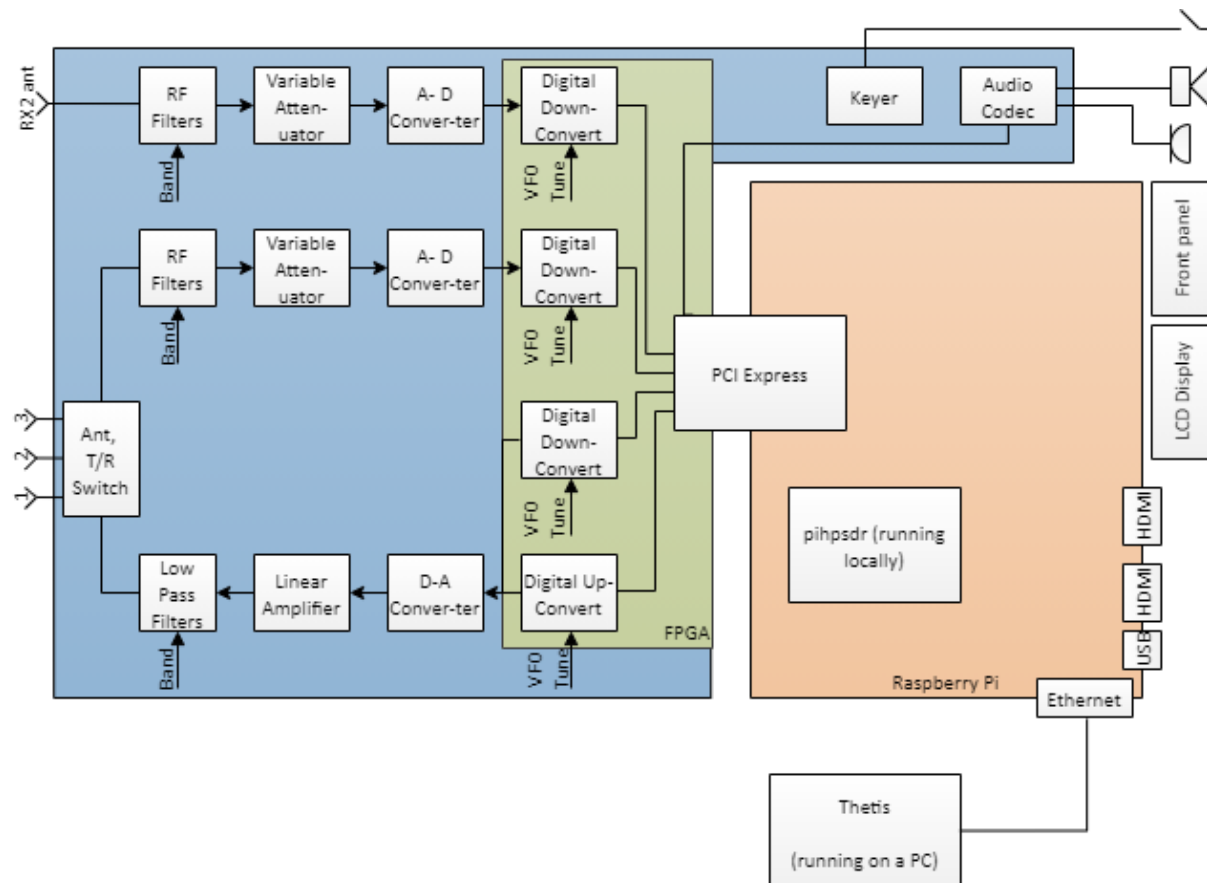 RX2 ant
RF
Filters
Variable
Atten-
uator
A- D
Conver-ter
Digital
Down-
Convert
Keyer
Audio
Codec
Band
VFO
Tune
RF
Filters
Variable
Atten-
uator
A- D
Conver-ter
Digital
Down-
Convert
Front panel
Band
VFO
Tune
PCI Express
LCD Display
3
2
1
Ant,
T/R
Switch
Digital
Down-
Convert
VFO
Tune
pihpsdr (running
locally)
HDMI
HDMI
USB
Low
Pass
Filters
Linear
Amplifier
D-A
Conver-ter
Digital Up-
Convert
FPGA
Band
VFO
Tune
Raspberry Pi
Ethernet
Thetis
(running on a PC)